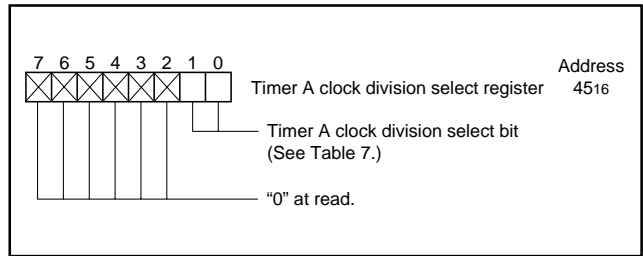 7 6 5 4 3 2 1 0
Address
Timer A clock division select register 4516
Timer A clock division select bit
(See Table 7.)
“0” at read.